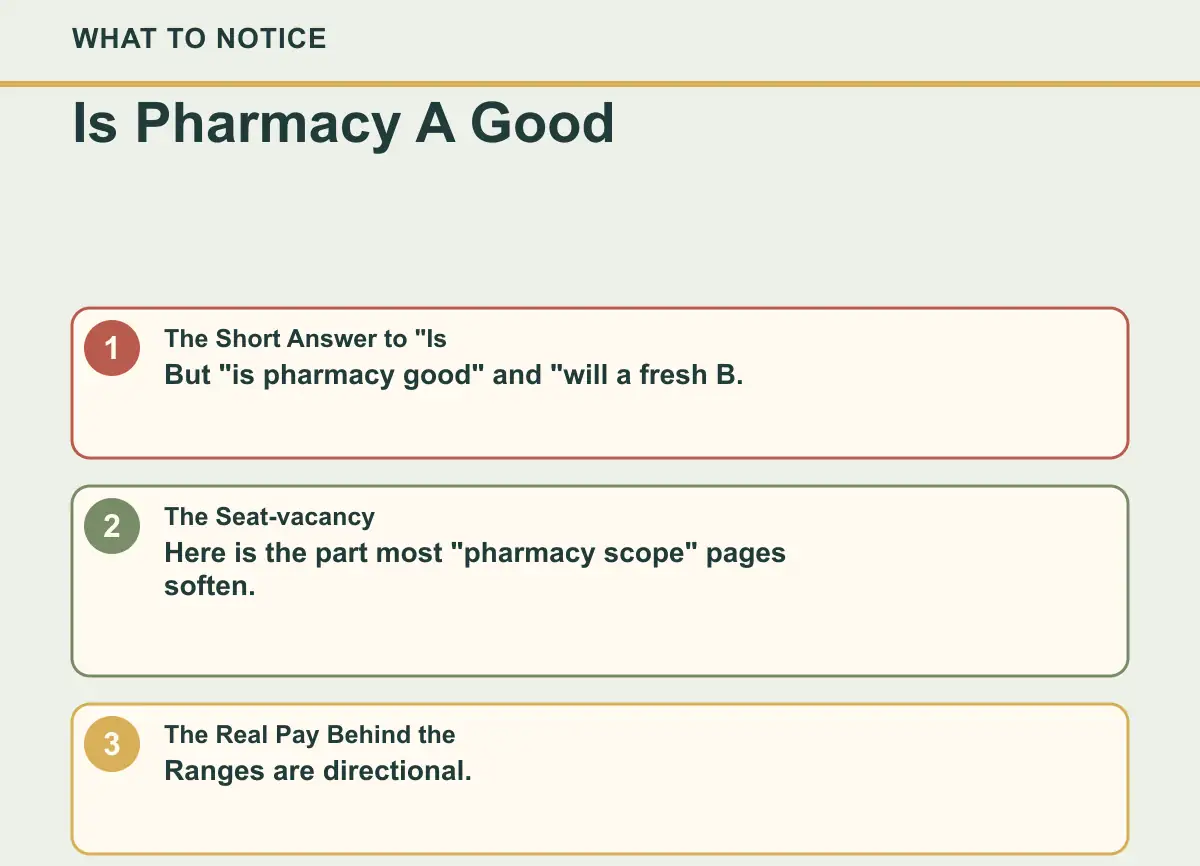 WHAT TO NOTICE
Is Pharmacy A Good
1
The Short Answer to "Is
But "is pharmacy good" and "will a fresh B.
2
The Seat-vacancy
Here is the part most "pharmacy scope" pages
soften.
3
The Real Pay Behind the
Ranges are directional.